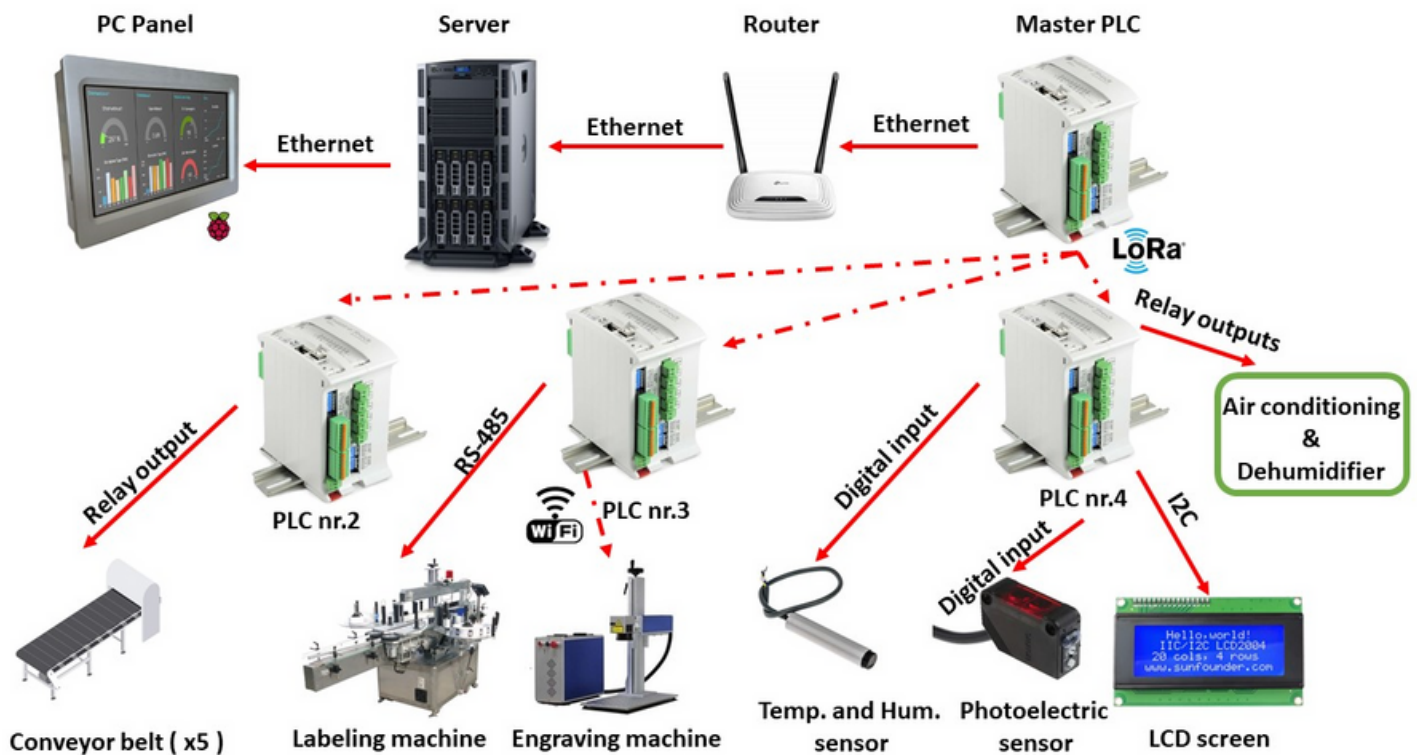 PC Panel
Server
Router
Master PLC
Ethernet
Ethernet
Ethernet
LoRa
Relay outputs
Air conditioning
&
Dehumidifier
Relay output
RS-485
Digital input
I2C
PLC nr.2
WiFi
PLC nr.3
PLC nr.4
Digital input
Hello,world!
IIC/I2C LCD2004
20 cols, 4 rows
www.sunfounder.com
Conveyor belt ( x5 )
Labeling machine
Engraving machine
Temp. and Hum.
sensor
Photoelectric
sensor
LCD screen